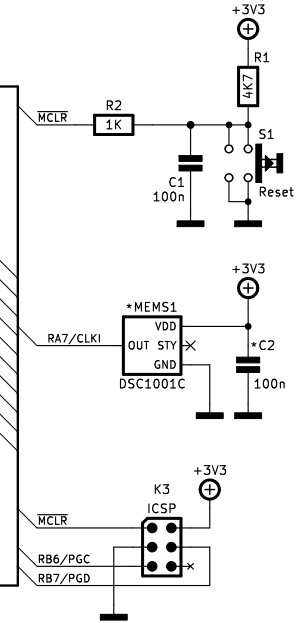 +3V3
R1
4K7
MCLR
R2
1K
S1
C1
100n
Reset
+3V3
*MEMS1
VDD
RA7/CLKI
OUT STY
*C2
GND
100n
DSC1001C
+3V3
K3
ICSP
MCLR
RB6/PGC
RB7/PGD